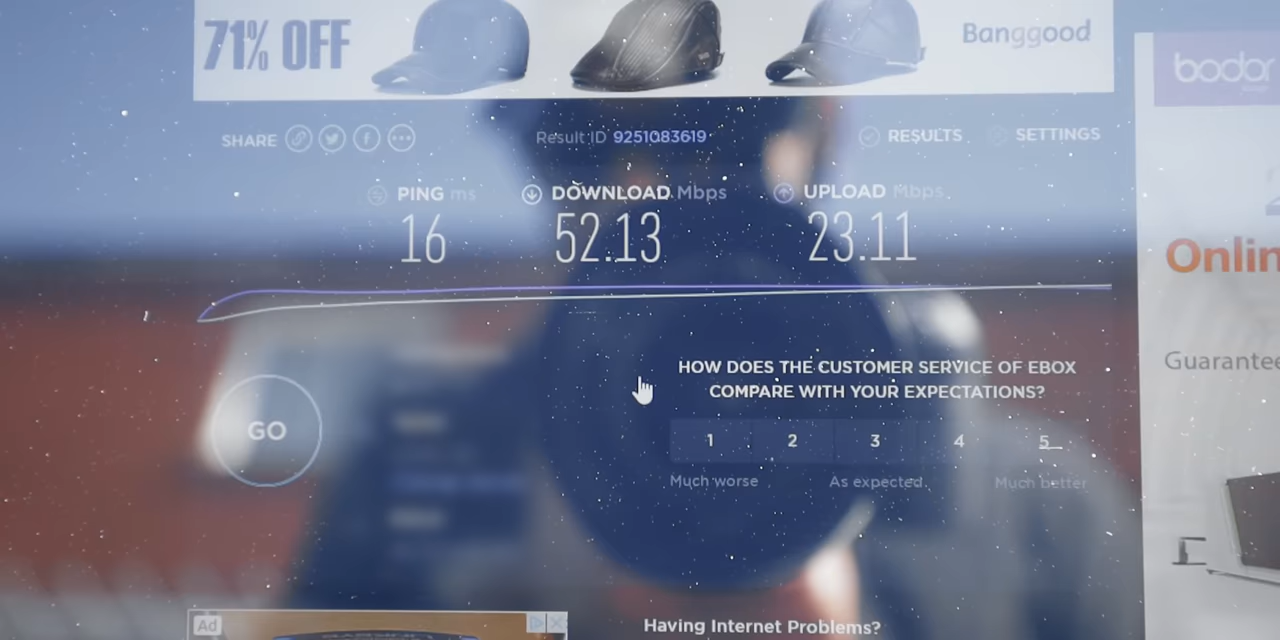 71% OFF
Banggood
bodor
SHARE
Result ID 9251083619
RESULTS
SETTINGS
PING ms
DOWNLOAD Mbps
UPLOAD Mbps
16
52.13
23.11
Onlin
HOW DOES THE CUSTOMER SERVICE OF EBOX
COMPARE WITH YOUR EXPECTATIONS?
Guarantee
GO
1 2 3 4 5
Much worse
As expected
Much better
Ad
Having Internet Problems?